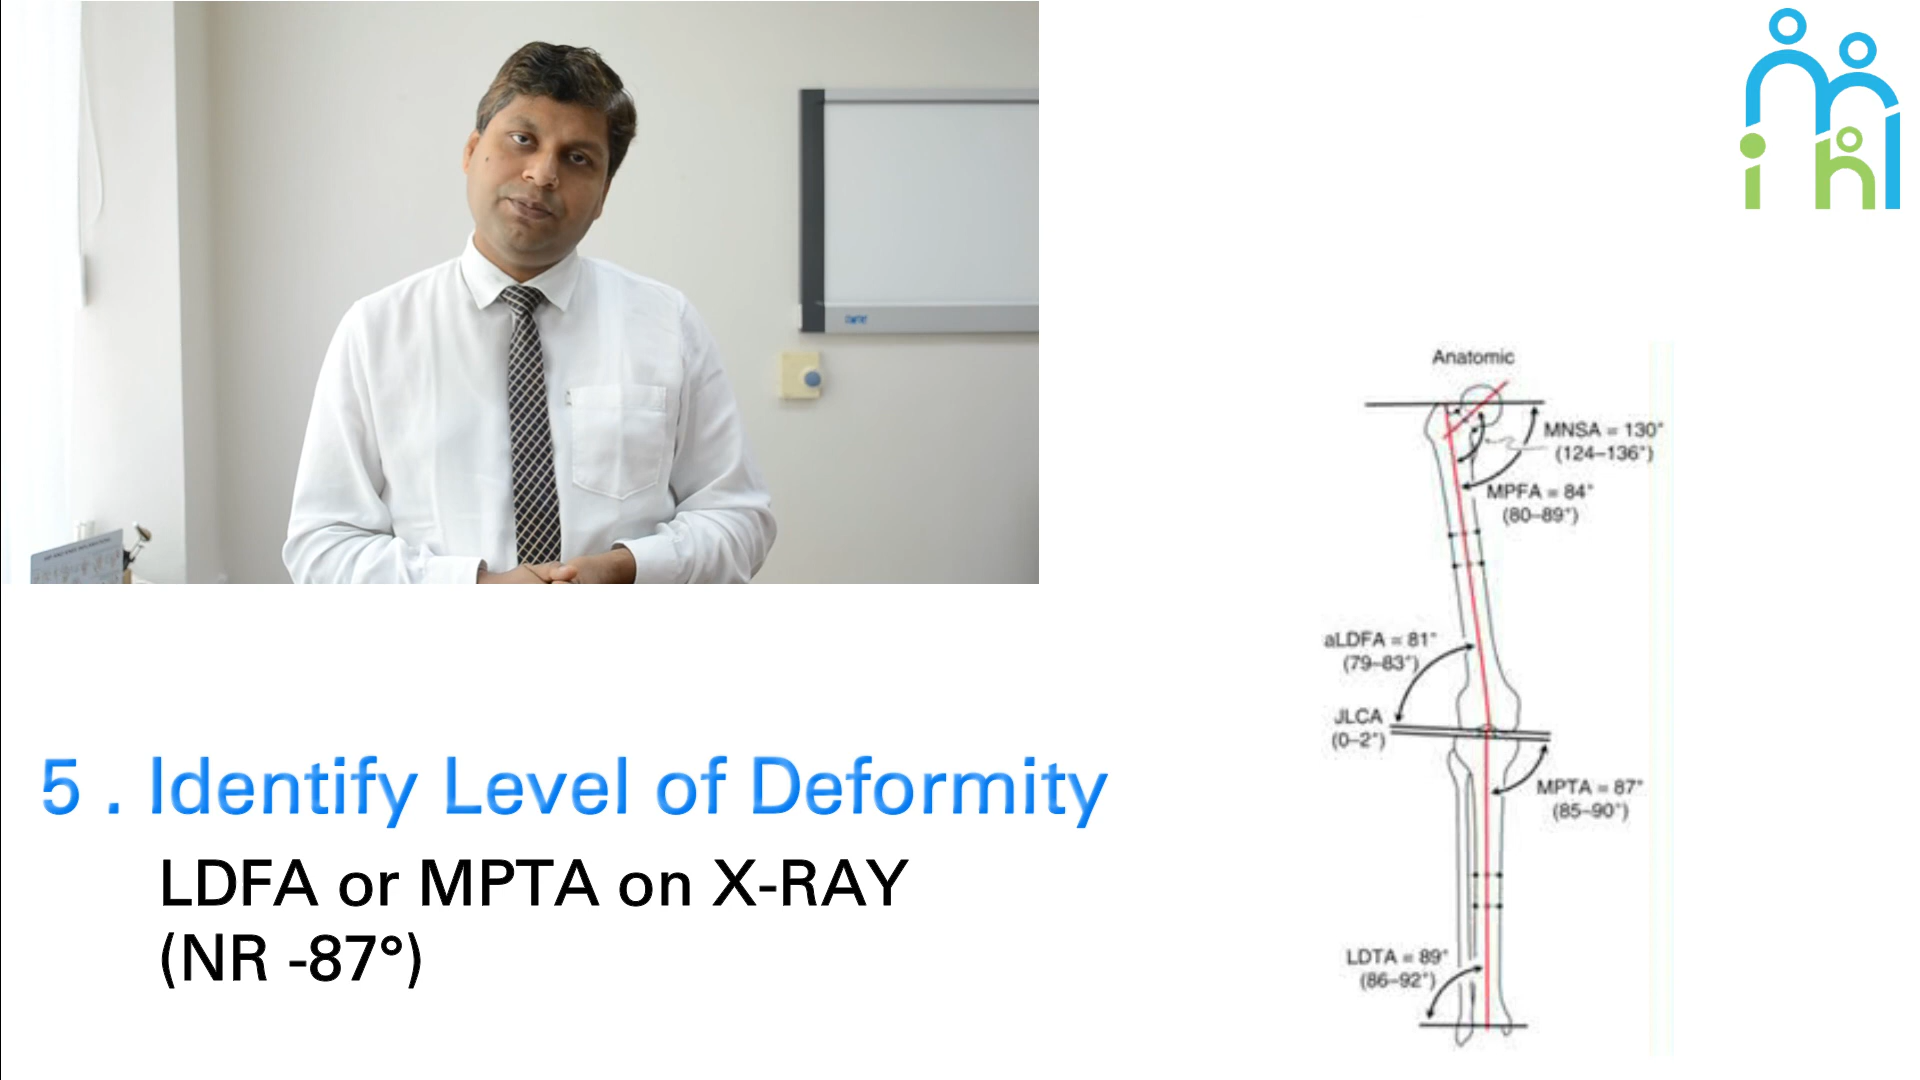 5 . Identify Level of Deformity
LDFA or MPTA on X-RAY
(NR -87°)
Anatomic
MNSA = 130°
(124–136°)
MPFA = 84°
(80–89°)
aLDFA = 81°
(79–83°)
JLCA
(0–2°)
MPTA = 87°
(85–90°)
LDTA = 89°
(86–92°)